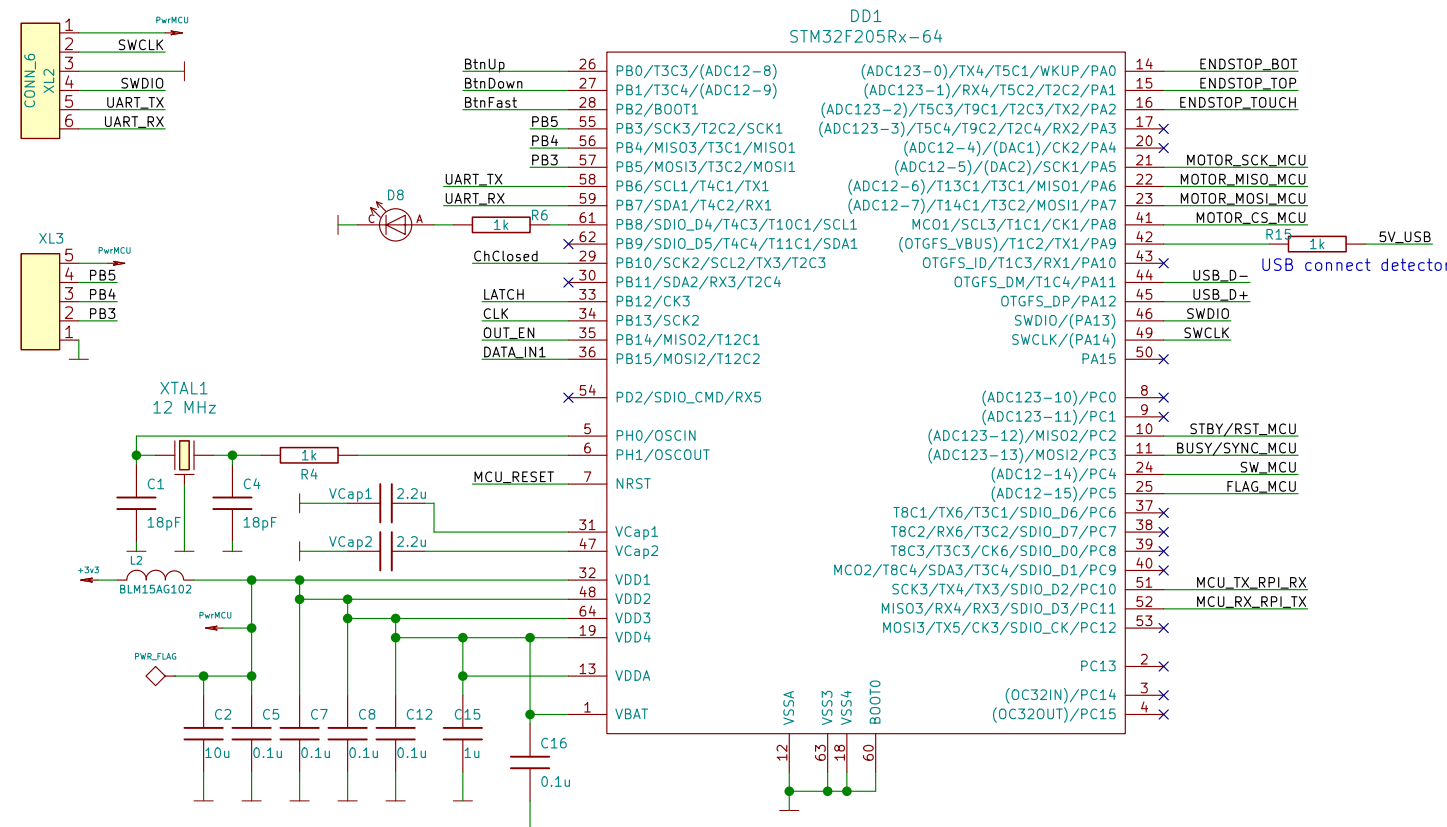 PwrMCU
1
2 SWCLK
3
4 SWDIO
5 UART_TX
6 UART_RX
CONN_6
XL2
DD1
STM32F205Rx-64
BtnUp 26 PB0/T3C3/(ADC12-8)
BtnDown 27 PB1/T3C4/(ADC12-9)
BtnFast 28 PB2/BOOT1
PB5 55 PB3/SCK3/T2C2/SCK1
PB4 56 PB4/MISO3/T3C1/MISO1
PB3 57 PB5/MOSI3/T3C2/MOSI1
UART_TX 58 PB6/SCL1/T4C1/TX1
UART_RX 59 PB7/SDA1/T4C2/RX1
D8
C A
1k R6
61 PB8/SDIO_D4/T4C3/T10C1/SCL1
62 PB9/SDIO_D5/T4C4/T11C1/SDA1
ChClosed 29 PB10/SCK2/SCL2/TX3/T2C3
30 PB11/SDA2/RX3/T2C4
LATCH 33 PB12/CK3
CLK 34 PB13/SCK2
OUT_EN 35 PB14/MISO2/T12C1
DATA_IN1 36 PB15/MOSI2/T12C2
54 PD2/SDIO_CMD/RX5
5 PH0/OSCIN
6 PH1/OSCOUT
MCU_RESET 7 NRST
31 VCap1
47 VCap2
32 VDD1
48 VDD2
64 VDD3
19 VDD4
13 VDDA
1 VBAT
(ADC123-0)/TX4/T5C1/WKUP/PA0 14 ENDSTOP_BOT
(ADC123-1)/RX4/T5C2/T2C2/PA1 15 ENDSTOP_TOP
(ADC123-2)/T5C3/T9C1/T2C3/TX2/PA2 16 ENDSTOP_TOUCH
(ADC123-3)/T5C4/T9C2/T2C4/RX2/PA3 17
(ADC12-4)/(DAC1)/CK2/PA4 20
(ADC12-5)/(DAC2)/SCK1/PA5 21 MOTOR_SCK_MCU
(ADC12-6)/T13C1/T3C1/MISO1/PA6 22 MOTOR_MISO_MCU
(ADC12-7)/T14C1/T3C2/MOSI1/PA7 23 MOTOR_MOSI_MCU
MCO1/SCL3/T1C1/CK1/PA8 41 MOTOR_CS_MCU
(OTGFS_VBUS)/T1C2/TX1/PA9 42 R15 1k 5V_USB
USB connect detector
OTGFS_ID/T1C3/RX1/PA10 43
OTGFS_DM/T1C4/PA11 44 USB_D-
OTGFS_DP/PA12 45 USB_D+
SWDIO/(PA13) 46 SWDIO
SWCLK/(PA14) 49 SWCLK
PA15 50
(ADC123-10)/PC0 8
(ADC123-11)/PC1 9
(ADC123-12)/MISO2/PC2 10 STBY/RST_MCU
(ADC123-13)/MOSI2/PC3 11 BUSY/SYNC_MCU
(ADC12-14)/PC4 24 SW_MCU
(ADC12-15)/PC5 25 FLAG_MCU
T8C1/TX6/T3C1/SDIO_D6/PC6 37
T8C2/RX6/T3C2/SDIO_D7/PC7 38
T8C3/T3C3/CK6/SDIO_D0/PC8 39
MCO2/T8C4/SDA3/T3C4/SDIO_D1/PC9 40
SCK3/TX4/TX3/SDIO_D2/PC10 51 MCU_TX_RPI_RX
MISO3/RX4/RX3/SDIO_D3/PC11 52 MCU_RX_RPI_TX
MOSI3/TX5/CK3/SDIO_CK/PC12 53
PC13 2
(OC32IN)/PC14 3
(OC32OUT)/PC15 4
VSSA VSS3 VSS4 BOOT0
12 63 18 60
XL3
5 PwrMCU
4 PB5
3 PB4
2 PB3
1
XTAL1
12 MHz
1k
R4
C1
18pF
C4
18pF
VCap1 2.2u
VCap2 2.2u
L2
+3v3
BLM15AG102
PwrMCU
PWR_FLAG
C2 C5 C7 C8 C12 C15
10u 0.1u 0.1u 0.1u 0.1u 1u
C16
0.1u